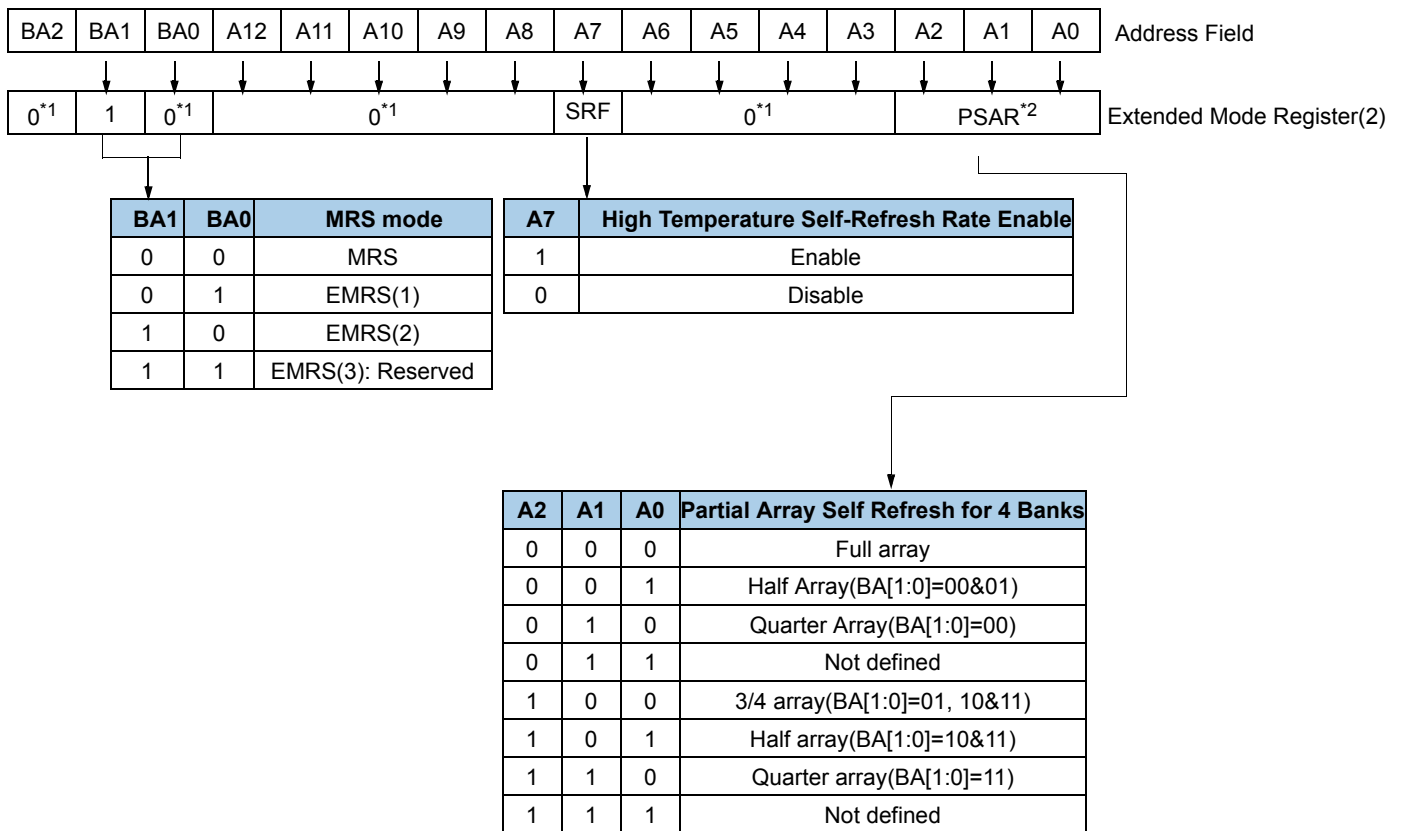 BA2 BA1 BA0 A12 A11 A10 A9 A8 A7 A6 A5 A4 A3 A2 A1 A0 Address Field
0*1 1 0*1 0*1 SRF 0*1 PSAR*2 Extended Mode Register(2)
BA1 BA0 MRS mode
0 0 MRS
0 1 EMRS(1)
1 0 EMRS(2)
1 1 EMRS(3): Reserved
A7 High Temperature Self-Refresh Rate Enable
1 Enable
0 Disable
A2 A1 A0 Partial Array Self Refresh for 4 Banks
0 0 0 Full array
0 0 1 Half Array(BA[1:0]=00&01)
0 1 0 Quarter Array(BA[1:0]=00)
0 1 1 Not defined
1 0 0 3/4 array(BA[1:0]=01, 10&11)
1 0 1 Half array(BA[1:0]=10&11)
1 1 0 Quarter array(BA[1:0]=11)
1 1 1 Not defined